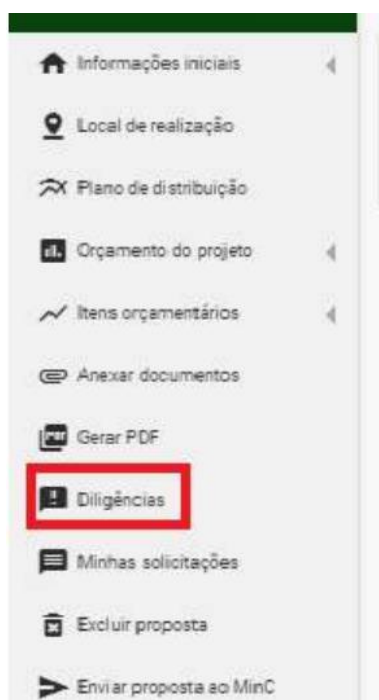 Informações iniciais
Local de realização
Plano de distribuição
Orçamento do projeto
Itens orçamentários
Anexar documentos
PDF Gerar PDF
Diligências
Minhas solicitações
Excluir proposta
Enviar proposta ao MinC